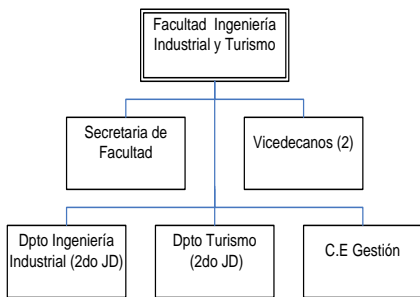 Facultad Ingeniería
Industrial y Turismo
Secretaria de
Facultad
Vicedecanos (2)
Dpto Ingeniería
Industrial (2do JD)
Dpto Turismo
(2do JD)
C.E Gestión